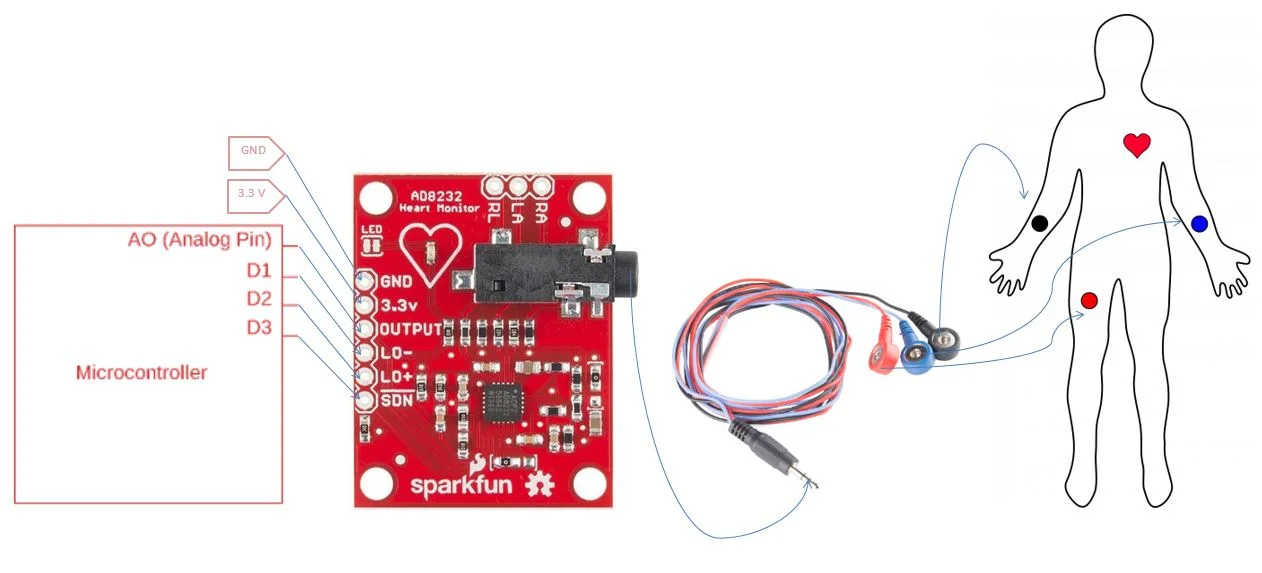 GND
3.3 V
AO (Analog Pin)
D1
D2
D3
Microcontroller
AD8232
Heart Monitor
RL
LA
RA
LED
GND
3.3v
OUTPUT
LO-
LO+
SDN
sparkfun